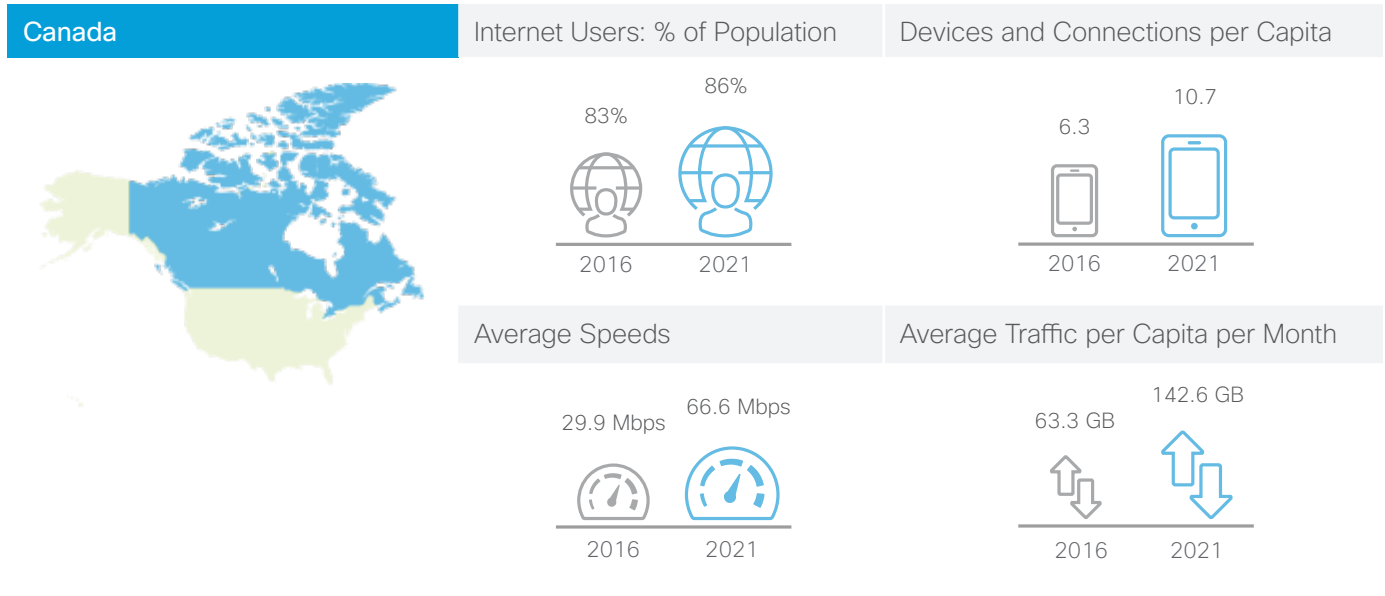 Canada
Internet Users: % of Population
83%
86%
2016
2021
Devices and Connections per Capita
6.3
10.7
2016
2021
Average Speeds
29.9 Mbps
66.6 Mbps
2016
2021
Average Traffic per Capita per Month
63.3 GB
142.6 GB
2016
2021